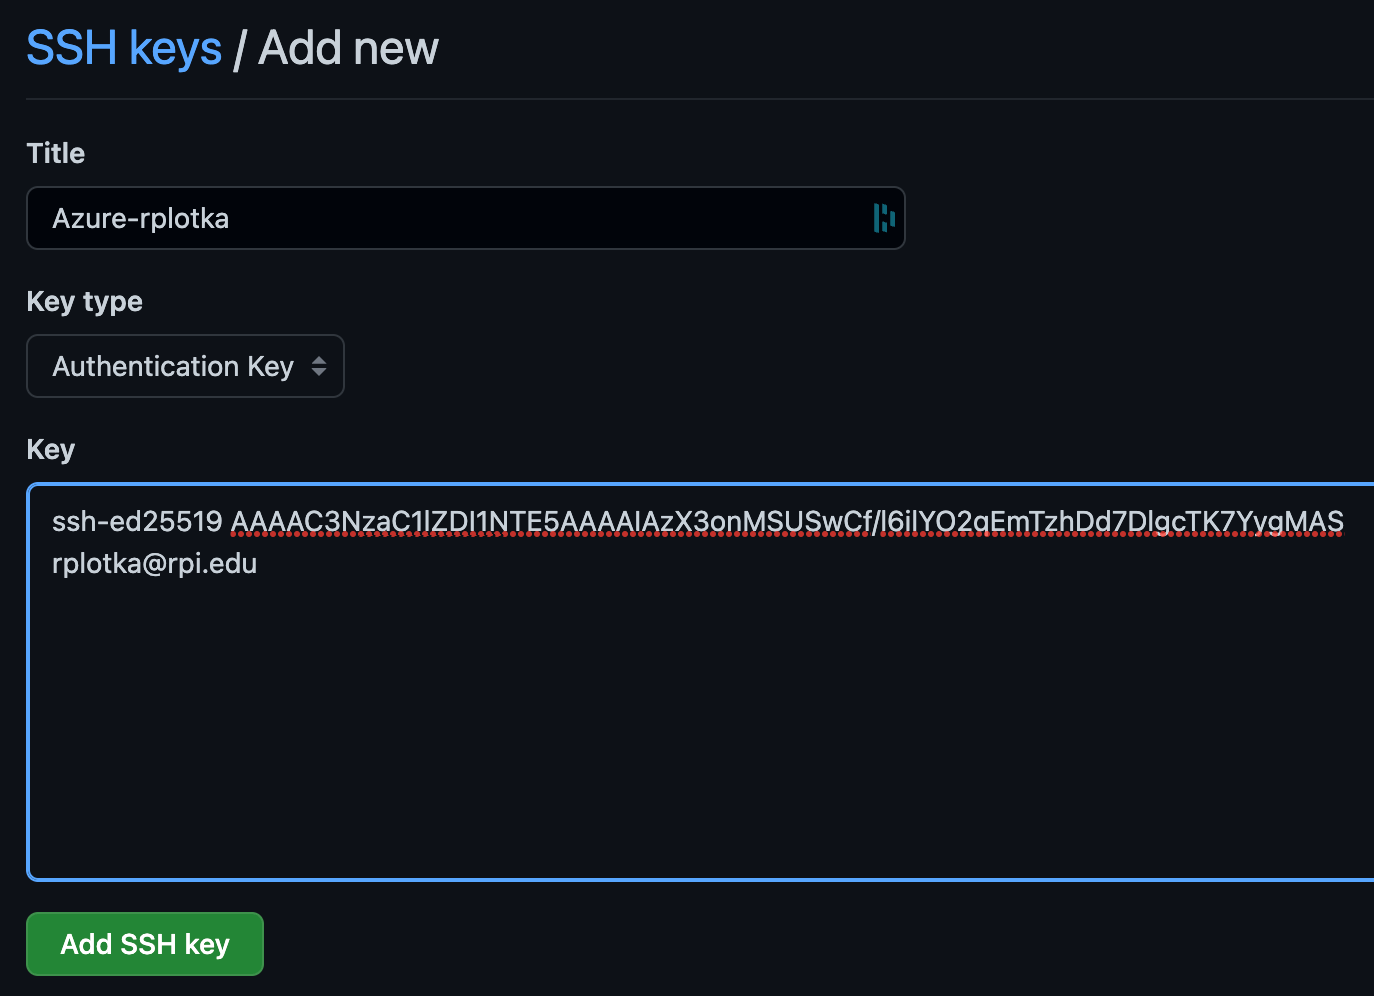 SSH keys / Add new
Title
Azure-rplotka
Key type
Authentication Key
Key
ssh-ed25519 AAAAC3NzaC1lZDI1NTE5AAAAIAzX3onMSUSwCf/l6ilYO2qEmTzhDd7DlgcTK7YygMAS
rplotka@rpi.edu
Add SSH key